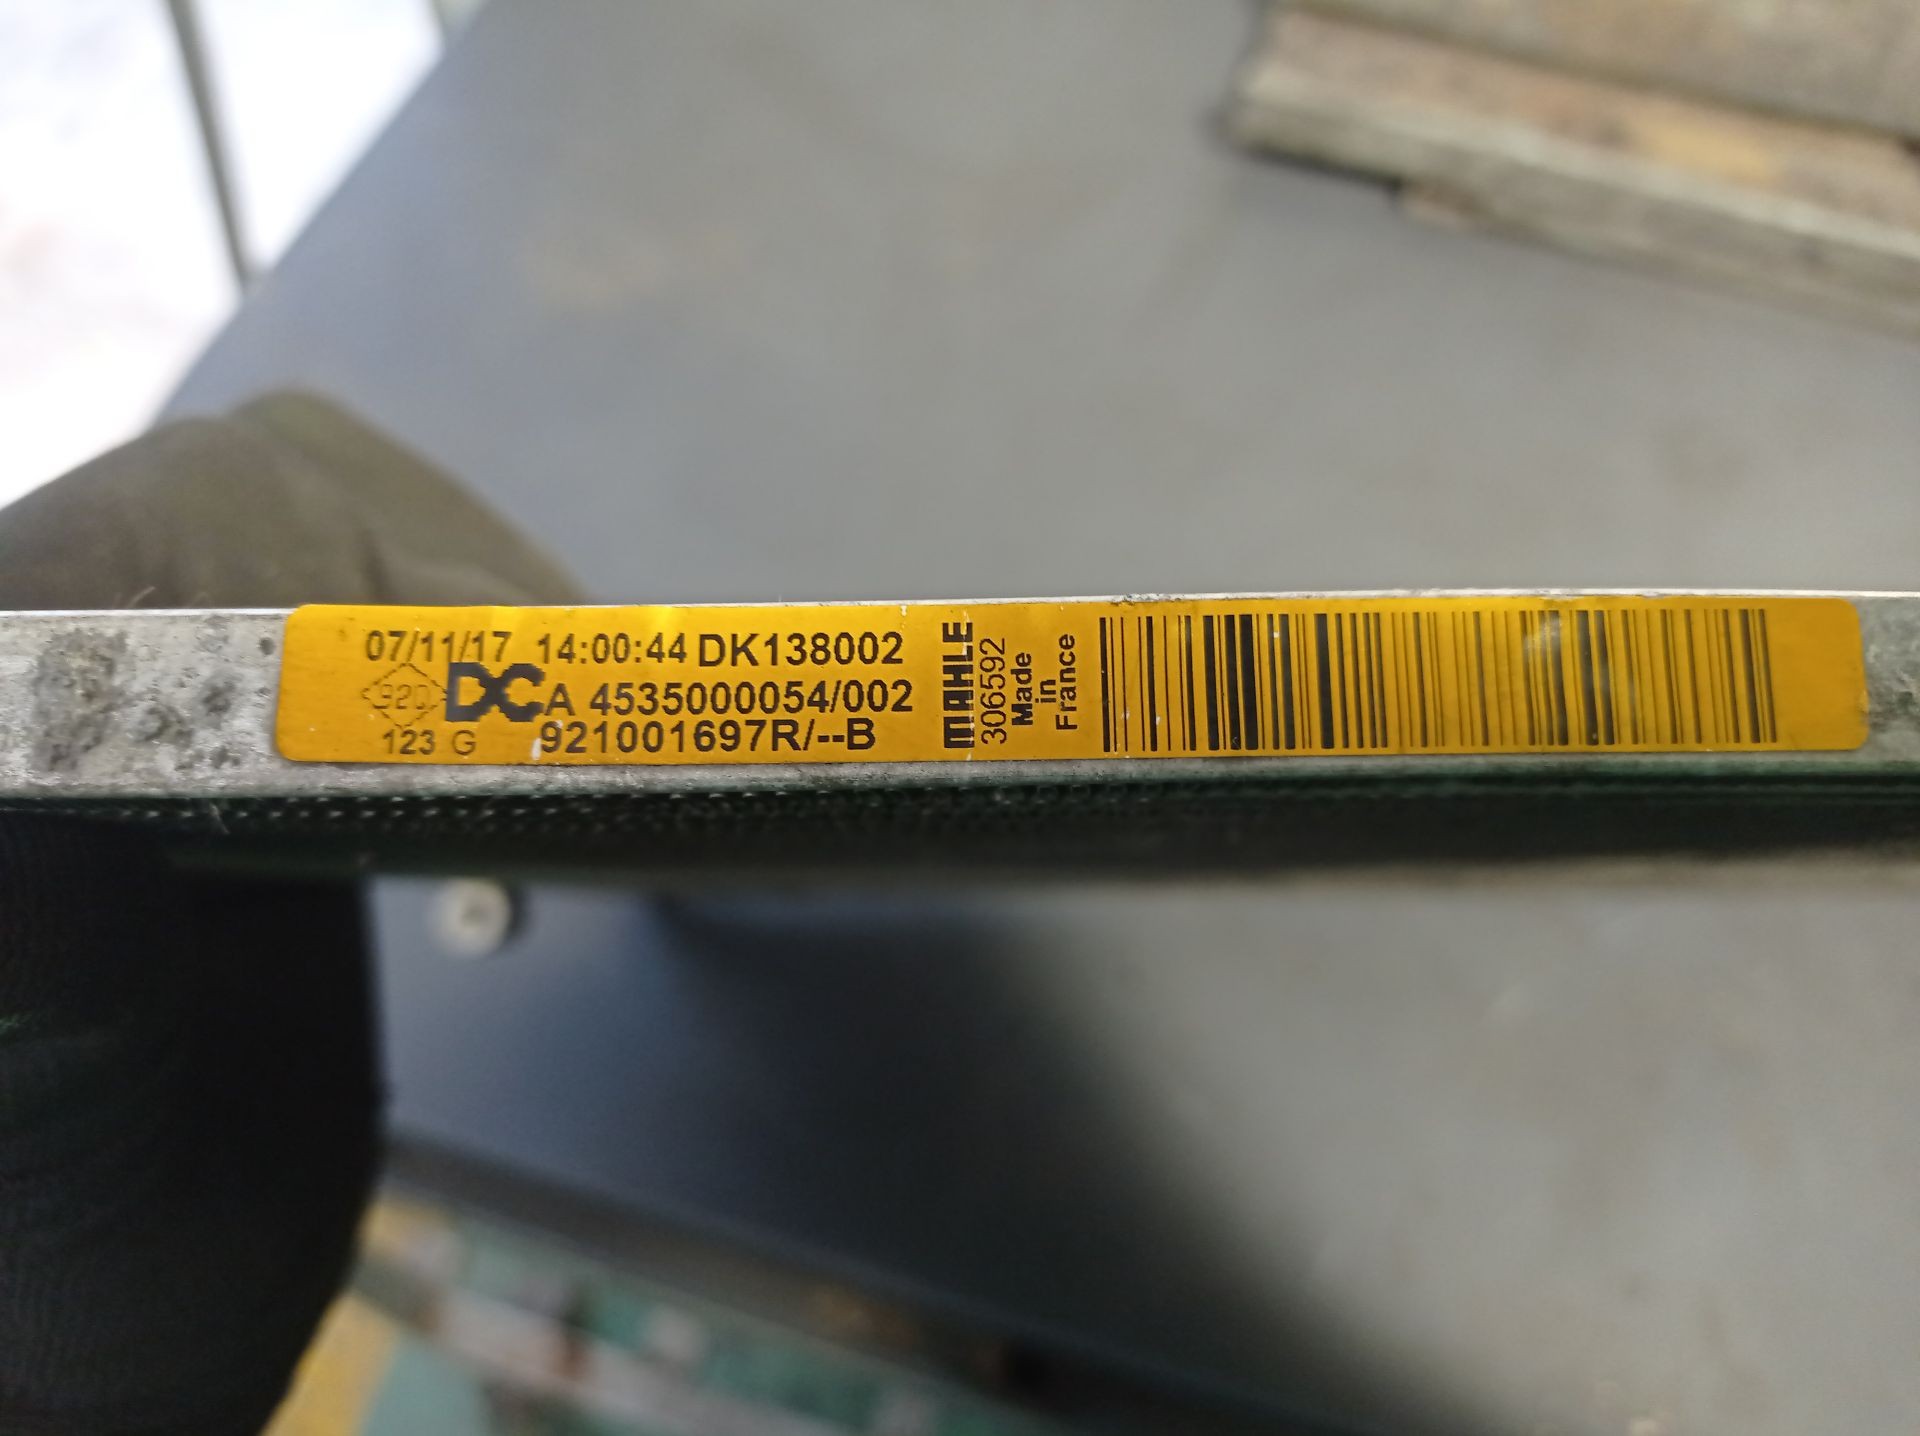 07/11/17 14:00:44 DK138002
920 DC A 4535000054/002
123 G 921001697R/--B
MAHLE
306592
Made
in
France